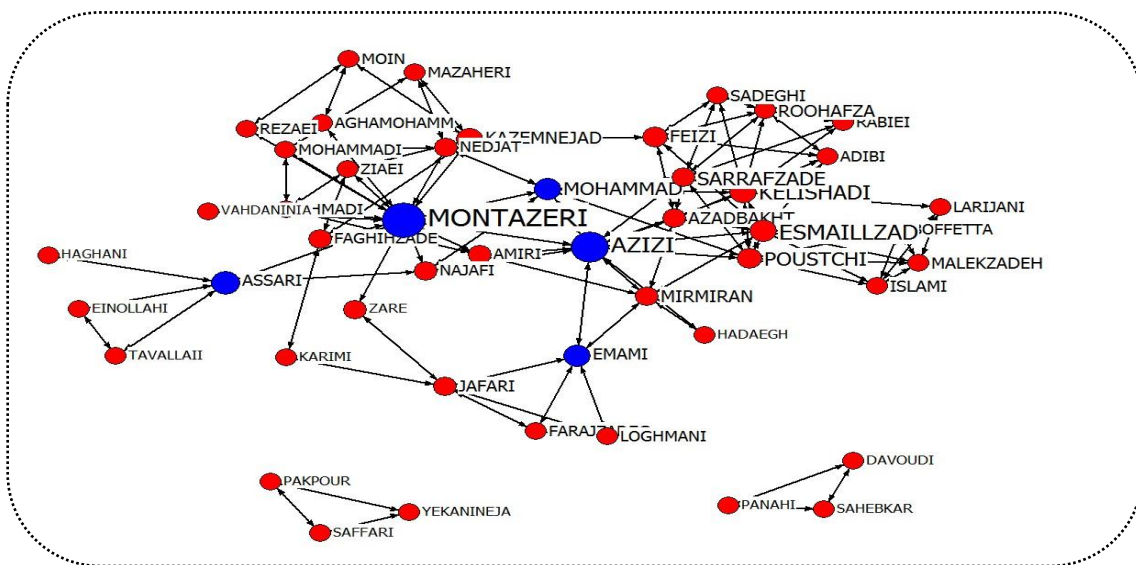 MOIN
MAZAHERI
SADEGHI
ROOHAFZA
RABIEI
REZAEI
AGHAMOHAMM
KAZEMNEJAD
FEIZI
MOHAMMADI
NEDJAT
ADIBI
ZIAEI
SARRAFZADE
MOHAMMAD
KELISHADI
VAHDANINIA
HMADI
MONTAZERI
AZADBAKHT
LARIJANI
ESMAILLZAD
BOFFETTA
FAGHIHZADE
AZIZI
HAGHANI
AMIRI
POUSTCHI
MALEKZADEH
NAJAFI
ASSARI
ISLAMI
MIRMIRAN
EINOLLAHI
ZARE
HADAEGH
TAVALLAII
KARIMI
EMAMI
JAFARI
LOGHMANI
DAVOUDI
PAKPOUR
PANAHI
SAHEBKAR
YEKANINEJA
SAFFARI